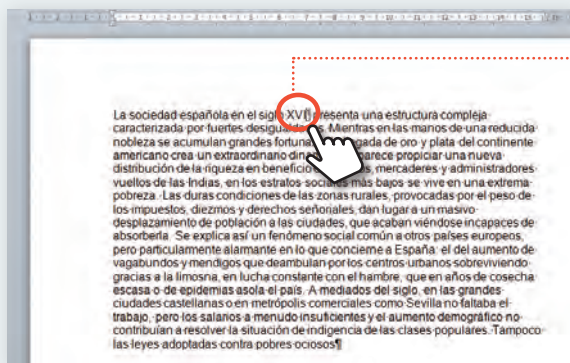 La sociedad española en el siglo XVI presenta una estructura compleja
caracterizada por fuertes Mientras en las manos de una reducida
nobleza se acumulan grandes de oro y plata del continente
americano crea un extraordinario parece propiciar una nueva
distribución de la riqueza en beneficio mercaderes y administradores
vueltos de las Indias, en los estratos sociales más bajos se vive en una extrema
pobreza. Las duras condiciones de las zonas rurales, provocadas por el peso de
los impuestos, diezmos y derechos señoriales, dan lugar a un masivo
desplazamiento de población a las ciudades, que acaban viéndose incapaces de
absorberla. Se explica así un fenómeno social común a otros países europeos,
pero particularmente alarmante en lo que concierne a España: el del aumento de
vagabundos y mendigos que deambulan por los centros urbanos sobreviviendo
gracias a la limosna, en lucha constante con el hambre, que en años de cosecha
escasa o de epidemias asola el país. A mediados del siglo, en las grandes
ciudades castellanas o en metrópolis comerciales como Sevilla no faltaba el
trabajo, pero los salarios a menudo insuficientes y el aumento demográfico no
contribuían a resolver la situación de indigencia de las clases populares. Tampoco
las leyes adoptadas contra pobres ociosos¶